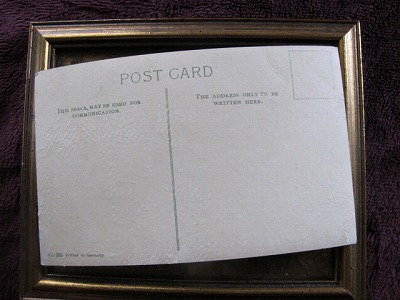 POST CARD
THIS SPACE, MAY BE USED FOR
COMMUNICATION.
THE ADDRESS ONLY TO BE
WRITTEN HERE.
Printed in Germany